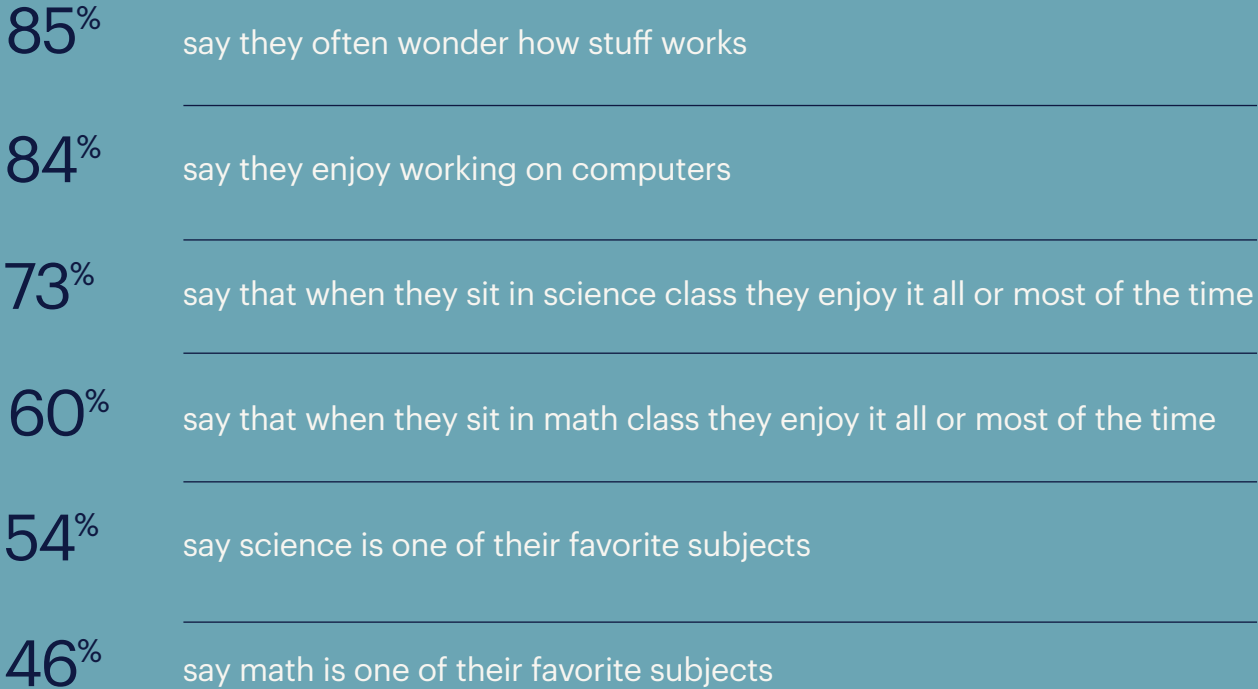 85% say they often wonder how stuff works
84% say they enjoy working on computers
73% say that when they sit in science class they enjoy it all or most of the time
60% say that when they sit in math class they enjoy it all or most of the time
54% say science is one of their favorite subjects
46% say math is one of their favorite subjects